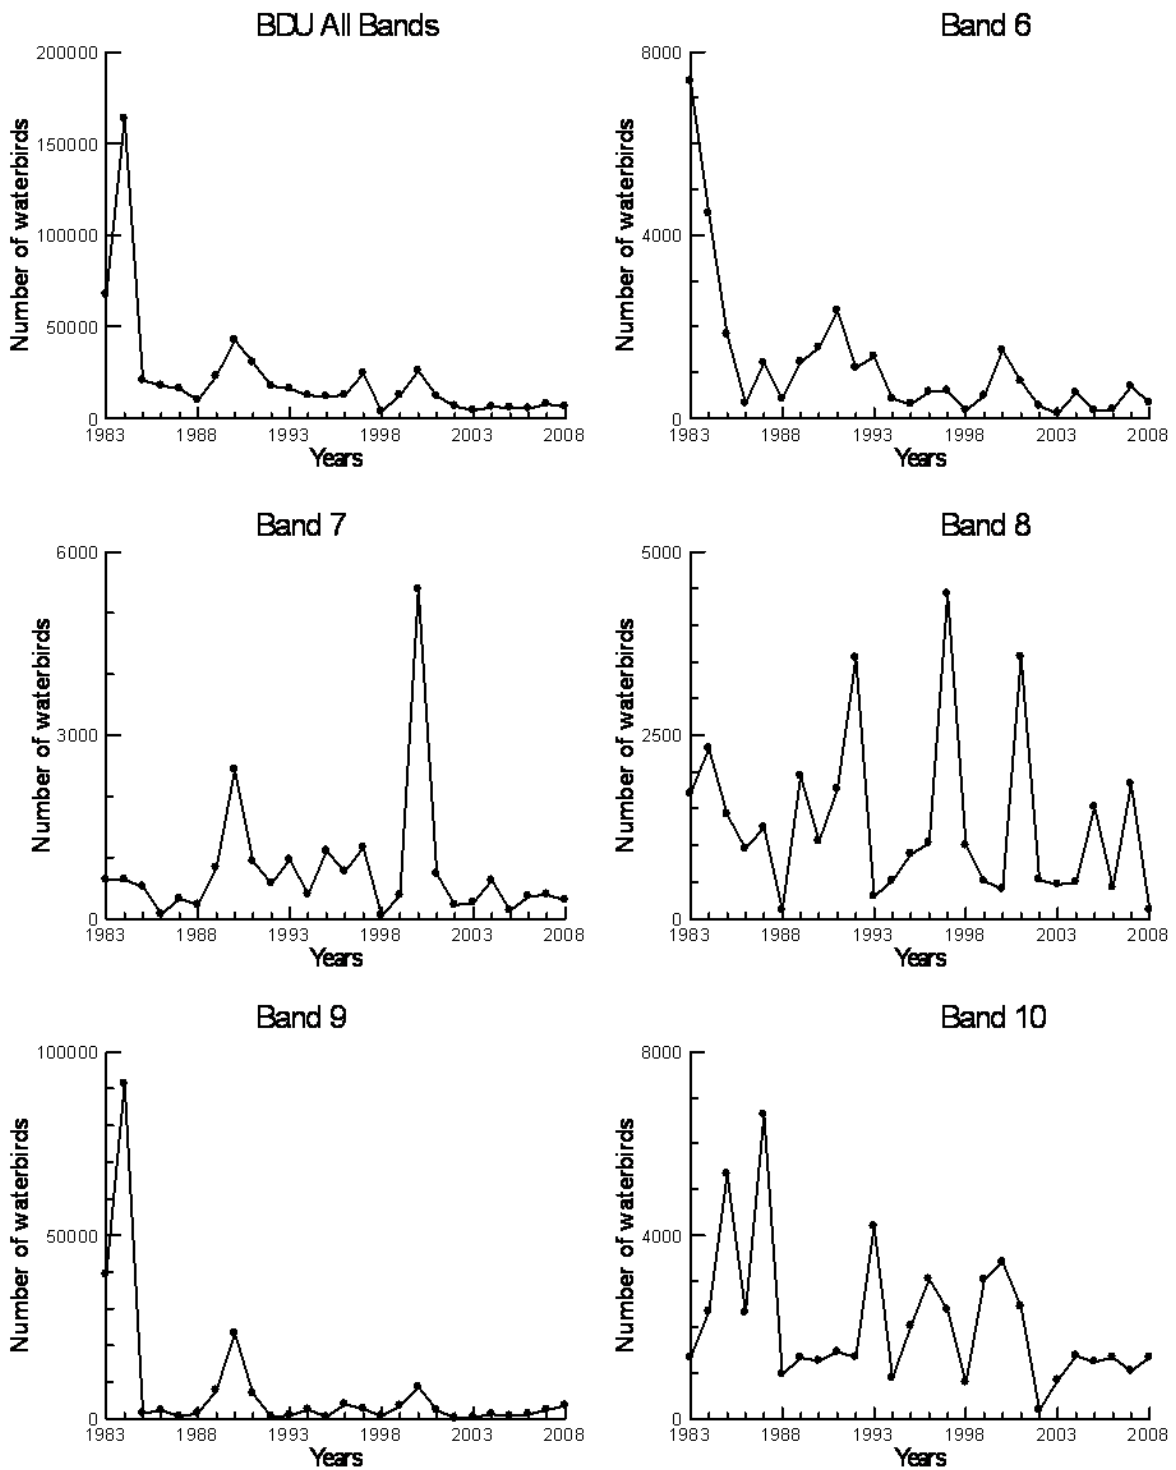 BDU All Bands
Number of waterbirds
200000
150000
100000
50000
0
1983 1988 1993 1998 2003 2008
Years
Band 6
Number of waterbirds
8000
4000
0
1983 1988 1993 1998 2003 2008
Years
Band 7
Number of waterbirds
6000
3000
0
1983 1988 1993 1998 2003 2008
Years
Band 8
Number of waterbirds
5000
2500
0
1983 1988 1993 1998 2003 2008
Years
Band 9
Number of waterbirds
100000
50000
0
1983 1988 1993 1998 2003 2008
Years
Band 10
Number of waterbirds
8000
4000
0
1983 1988 1993 1998 2003 2008
Years